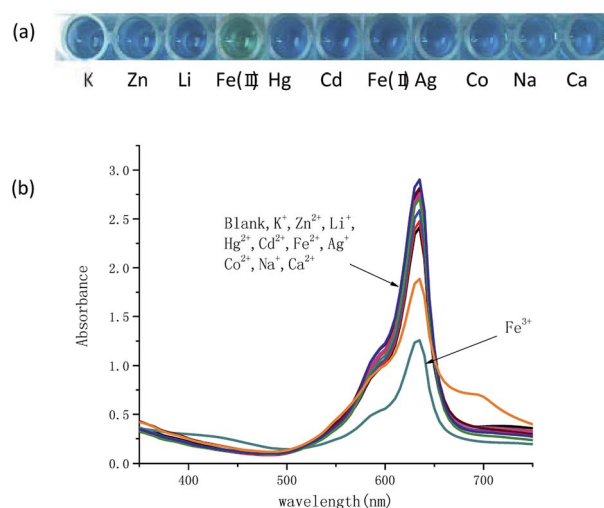 (a)
K Zn Li Fe(Ⅲ) Hg Cd Fe(Ⅱ) Ag Co Na Ca
(b)
3.0
2.5
2.0
1.5
1.0
0.5
0.0
Absorbance
Blank, K⁺, Zn²⁺, Li⁺,
Hg²⁺, Cd²⁺, Fe²⁺, Ag⁺
Co²⁺, Na⁺, Ca²⁺
Fe³⁺
400 500 600 700
wavelength(nm)